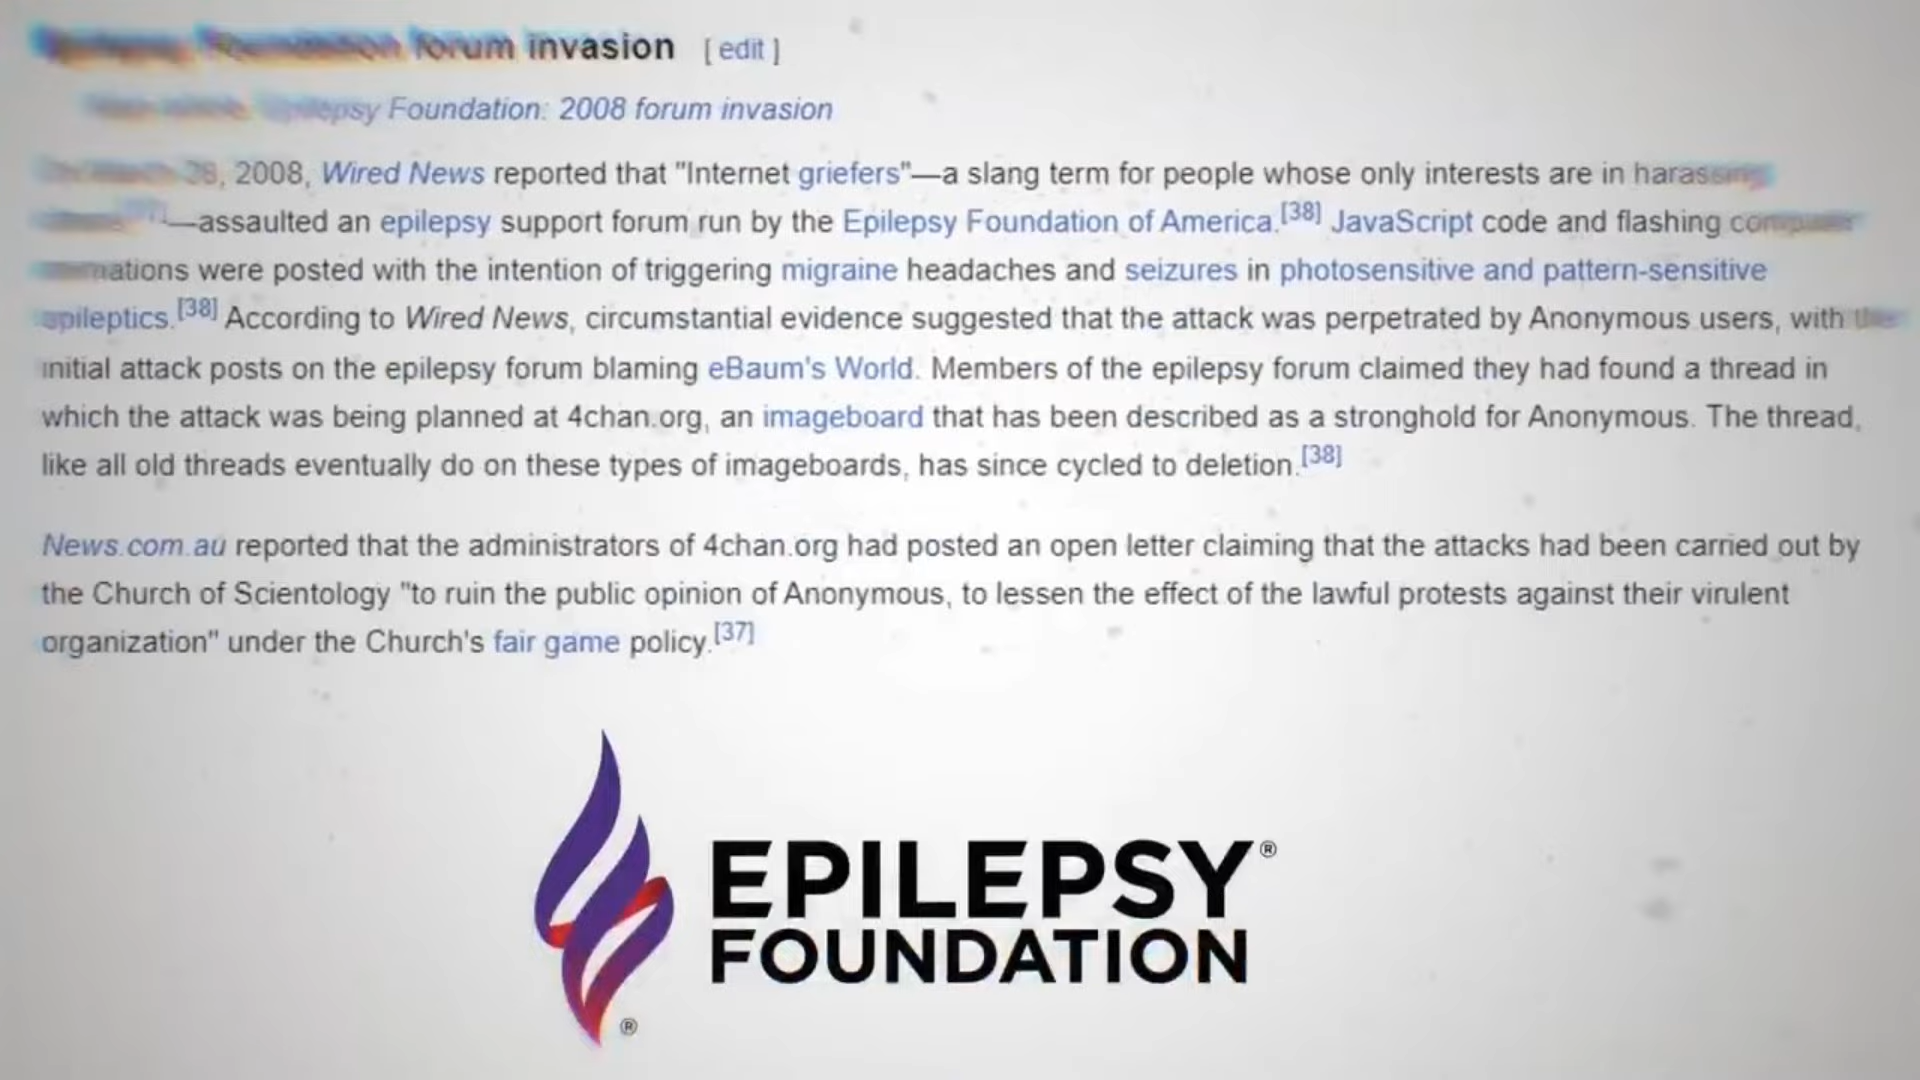 Foundation forum invasion [ edit ]
Epilepsy Foundation: 2008 forum invasion
28, 2008, Wired News reported that "Internet griefers"—a slang term for people whose only interests are in harassing
—assaulted an epilepsy support forum run by the Epilepsy Foundation of America.[38] JavaScript code and flashing computer
were posted with the intention of triggering migraine headaches and seizures in photosensitive and pattern-sensitive
epileptics.[38] According to Wired News, circumstantial evidence suggested that the attack was perpetrated by Anonymous users, with the
initial attack posts on the epilepsy forum blaming eBaum's World. Members of the epilepsy forum claimed they had found a thread in
which the attack was being planned at 4chan.org, an imageboard that has been described as a stronghold for Anonymous. The thread,
like all old threads eventually do on these types of imageboards, has since cycled to deletion.[38]
News.com.au reported that the administrators of 4chan.org had posted an open letter claiming that the attacks had been carried out by
the Church of Scientology "to ruin the public opinion of Anonymous, to lessen the effect of the lawful protests against their virulent
organization" under the Church's fair game policy.[37]
EPILEPSY®
FOUNDATION
®